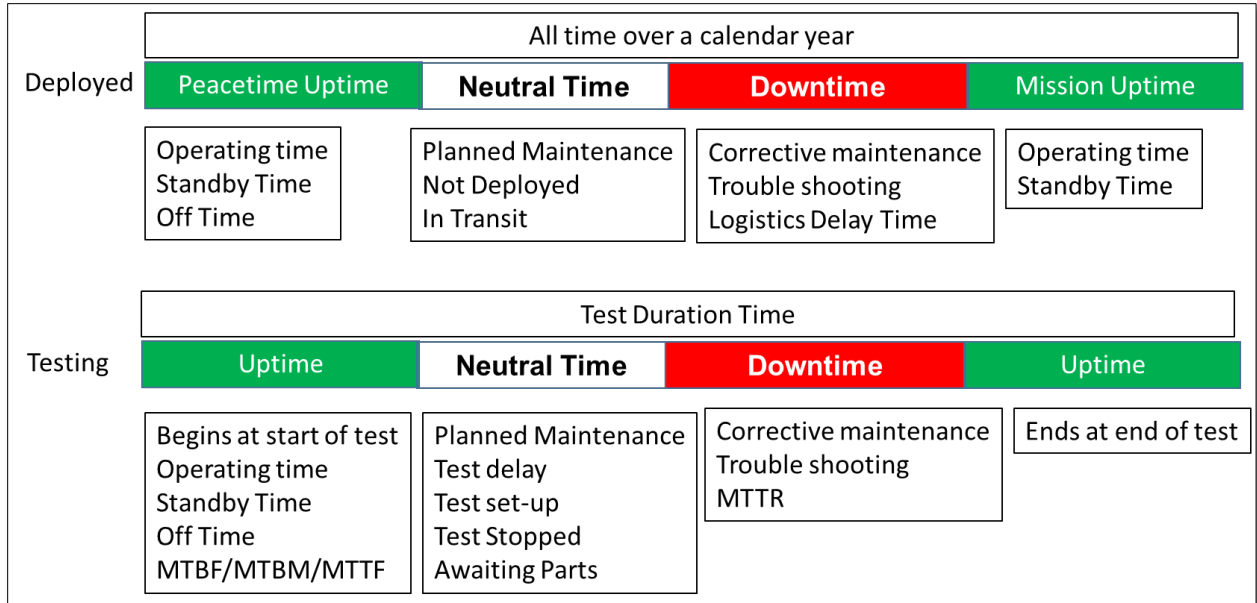 All time over a calendar year
Deployed
Peacetime Uptime
Neutral Time
Downtime
Mission Uptime
Operating time
Standby Time
Off Time
Planned Maintenance
Not Deployed
In Transit
Corrective maintenance
Trouble shooting
Logistics Delay Time
Operating time
Standby Time
Test Duration Time
Testing
Uptime
Neutral Time
Downtime
Uptime
Begins at start of test
Operating time
Standby Time
Off Time
MTBF/MTBM/MTTF
Planned Maintenance
Test delay
Test set-up
Test Stopped
Awaiting Parts
Corrective maintenance
Trouble shooting
MTTR
Ends at end of test